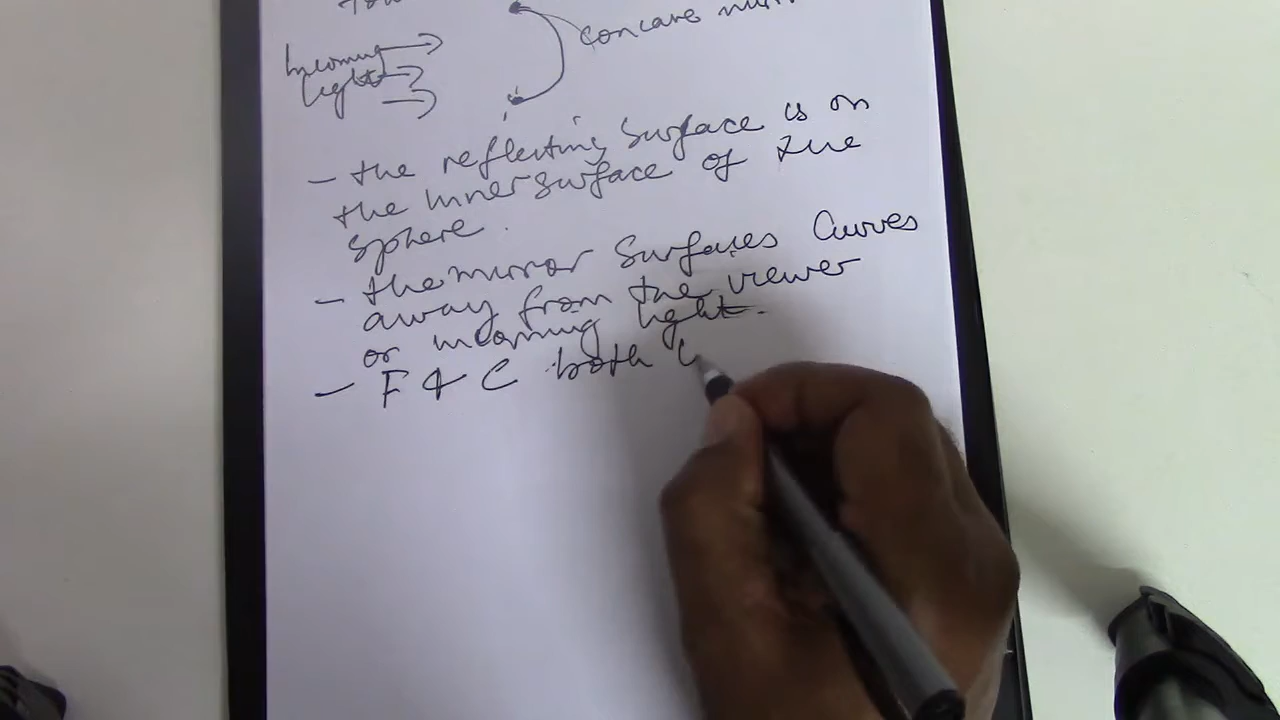 concave
Incoming
light
- the reflecting surface is on
the inner surface of the
sphere.
- the mirror surfaces curves
away from the viewer
or incoming light.
- F & C both